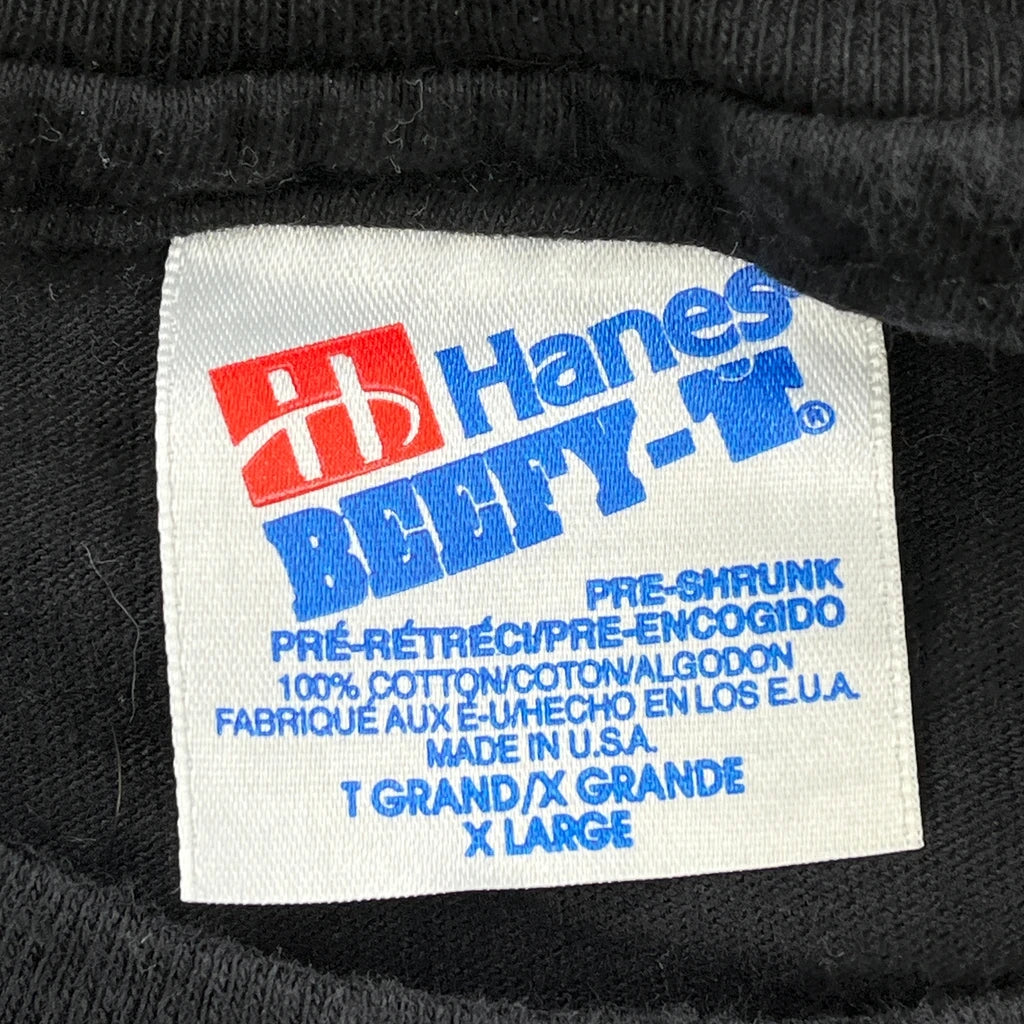 Hanes
BEEFY-T®
PRE-SHRUNK
PRÉ-RÉTRÉCI/PRE-ENCOGIDO
100% COTTON/COTON/ALGODON
FABRIQUÉ AUX É-U/HECHO EN LOS E.U.A.
MADE IN U.S.A.
T GRAND/X GRANDE
X LARGE